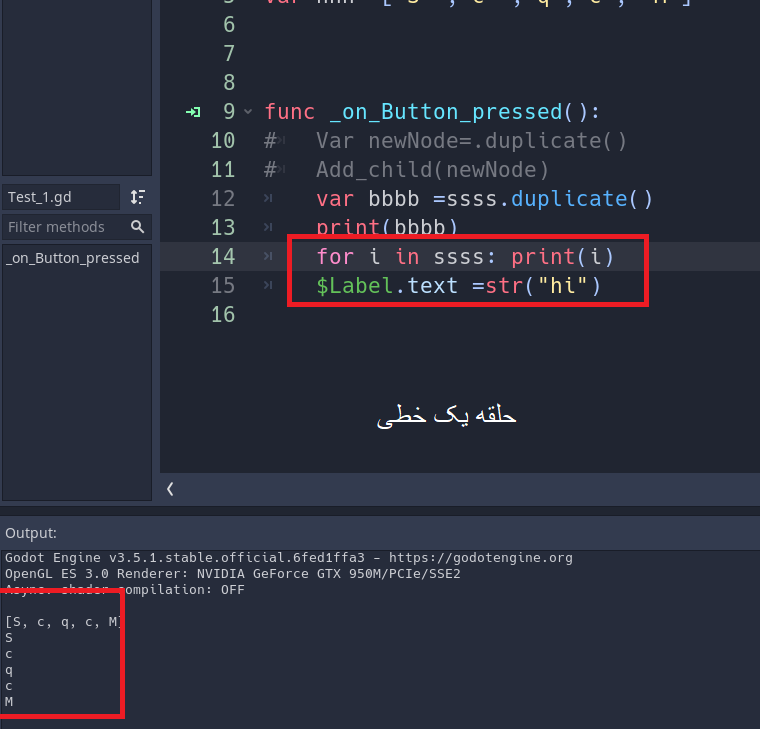 6
7
8
9 func _on_Button_pressed():
10 # Var newNode=.duplicate()
11 # Add_child(newNode)
12 var bbbb =ssss.duplicate()
13 print(bbbb)
14 for i in ssss: print(i)
15 $Label.text =str("hi")
16
Test_1.gd
Filter methods
_on_Button_pressed
حلقه یک خطی
Output:
Godot Engine v3.5.1.stable.official.6fed1ffa3 - https://godotengine.org
OpenGL ES 3.0 Renderer: NVIDIA GeForce GTX 950M/PCIe/SSE2
Async. shader compilation: OFF
[S, c, q, c, M]
S
c
q
c
M